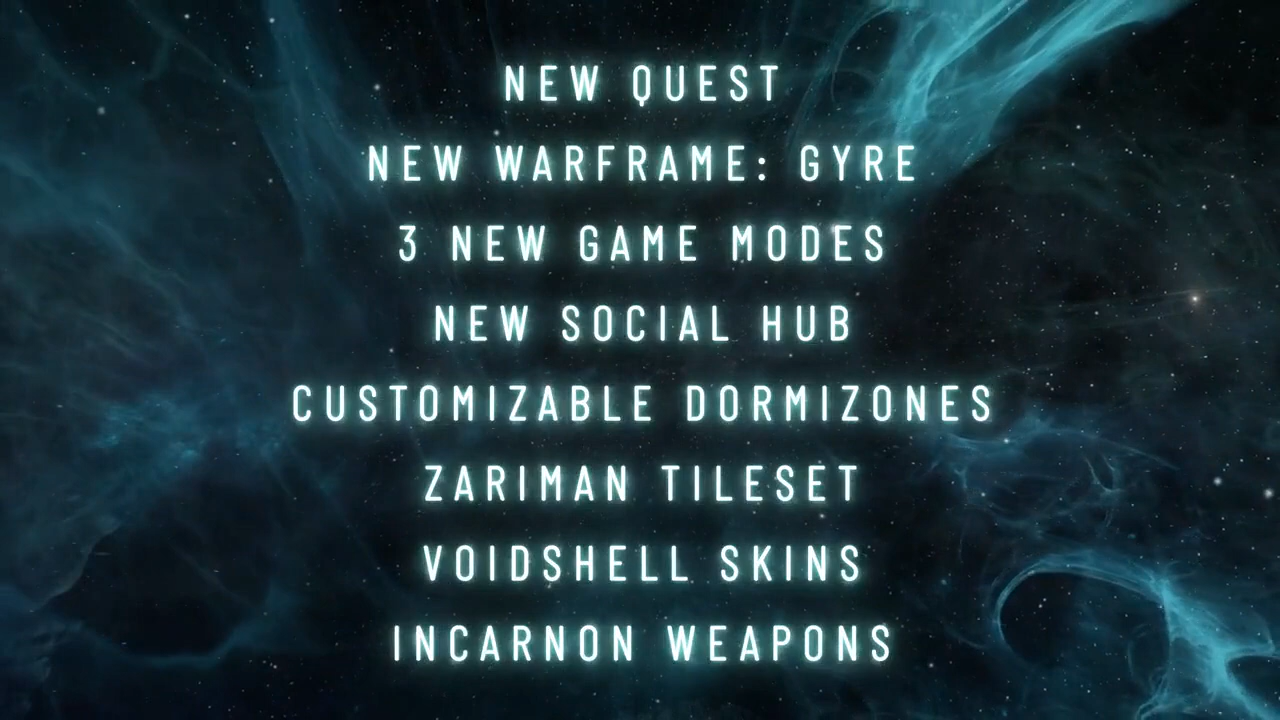 NEW QUEST
NEW WARFRAME: GYRE
3 NEW GAME MODES
NEW SOCIAL HUB
CUSTOMIZABLE DORMIZONES
ZARIMAN TILESET
VOIDSHELL SKINS
INCARNON WEAPONS